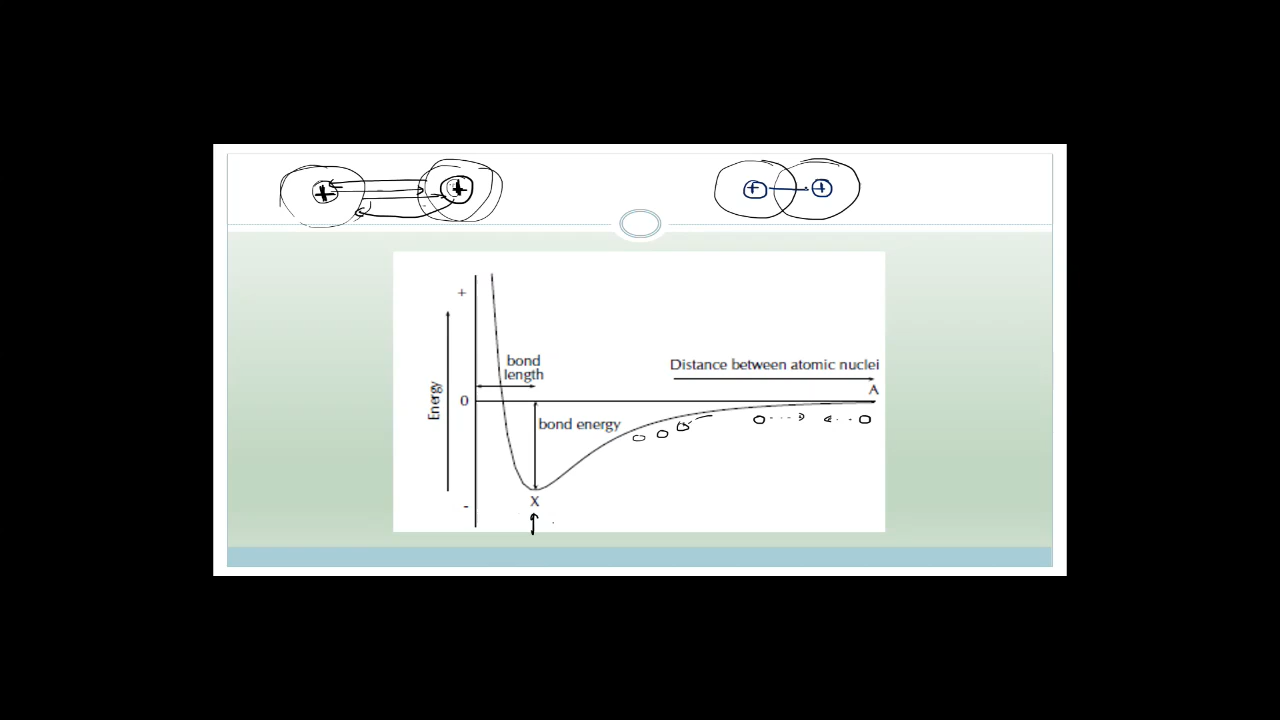 + +
+ +
+
bond
length
Distance between atomic nuclei
A
Energy
0
bond energy
X
-